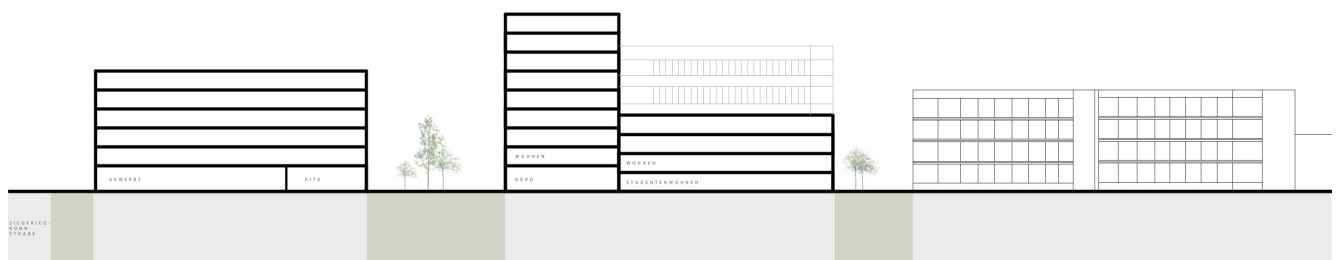 WOHNEN
WOHNEN
GEWERBE
KITA
BÜRO
STUDENTENWOHNEN
SIEGFRIED-
KÜHN-
STRAßE